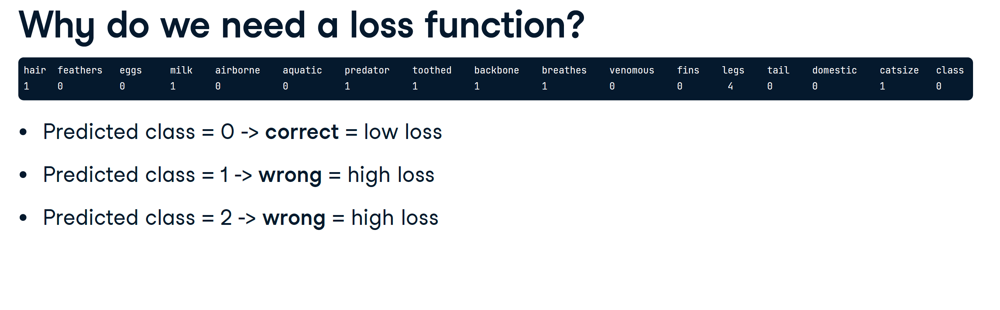 Why do we need a loss function?
hair feathers eggs milk airborne aquatic predator toothed backbone breathes venomous fins legs tail domestic catsize class
1 0 0 1 0 0 1 1 1 1 0 0 4 0 0 1 0
• Predicted class = 0 -> correct = low loss
• Predicted class = 1 -> wrong = high loss
• Predicted class = 2 -> wrong = high loss